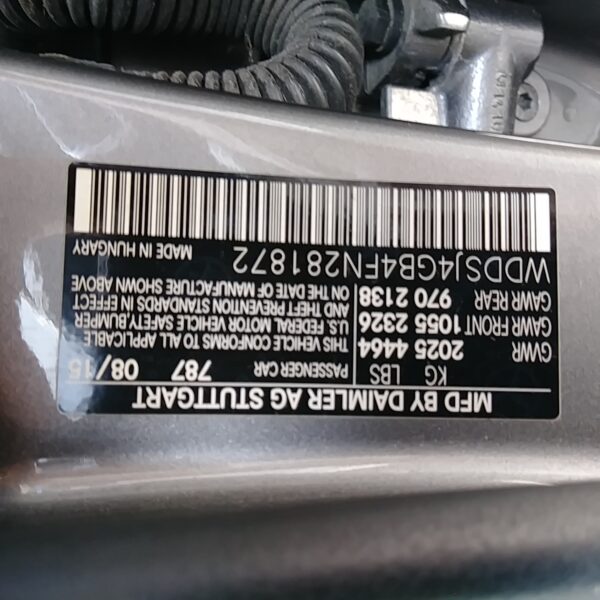 MFD BY DAIMLER AG STUTTGART
KG LBS PASSENGER CAR 787 08/15
GVWR 2025 4464
GAWR FRONT 1055 2326
GAWR REAR 970 2138
THIS VEHICLE CONFORMS TO ALL APPLICABLE
U.S. FEDERAL MOTOR VEHICLE SAFETY,BUMPER
AND THEFT PREVENTION STANDARDS IN EFFECT
ON THE DATE OF MANUFACTURE SHOWN ABOVE
WDDSJ4GB4FN281872 MADE IN HUNGARY